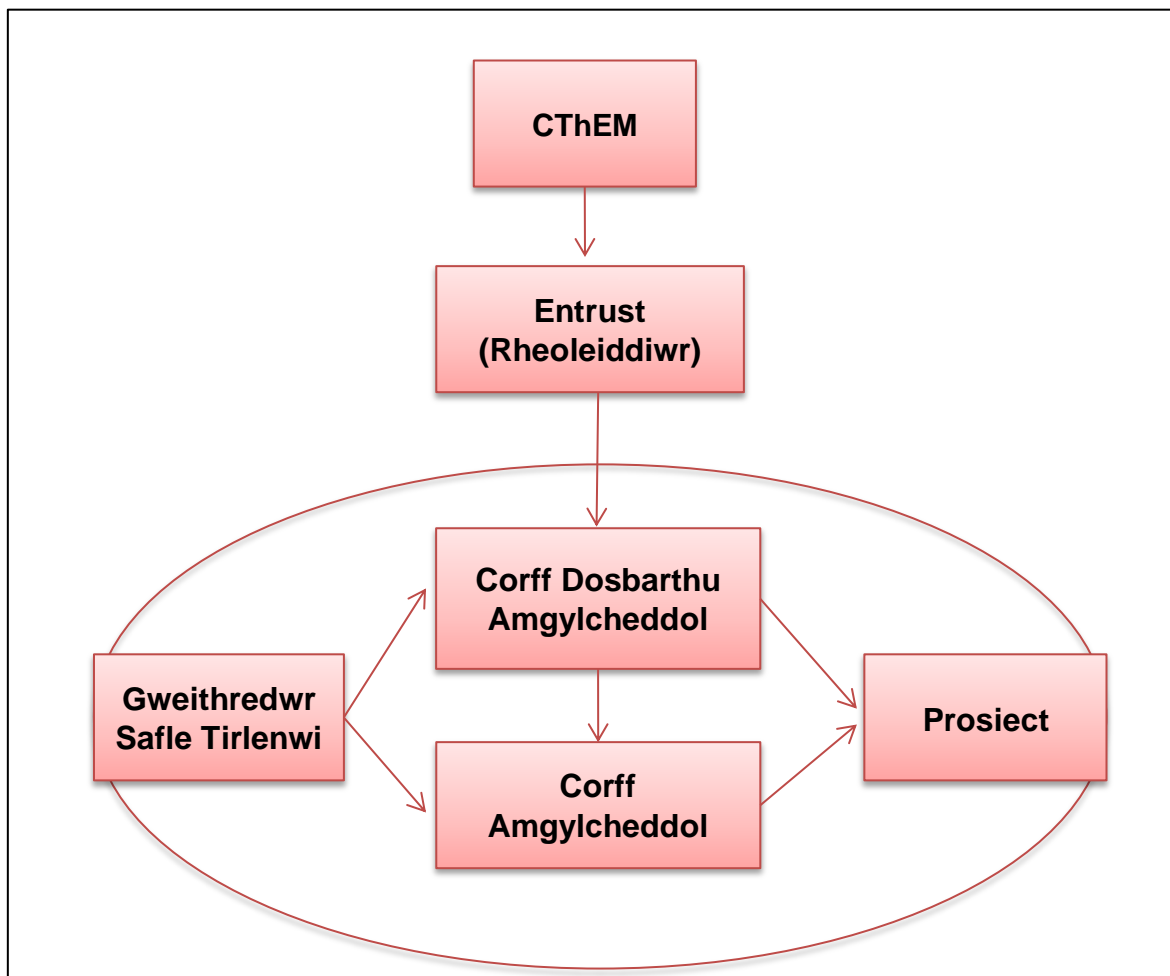 CThEM
Entrust
(Rheoleiddiwr)
Corff Dosbarthu
Amgylcheddol
Gweithredwr
Safle Tirlenwi
Prosiect
Corff
Amgylcheddol